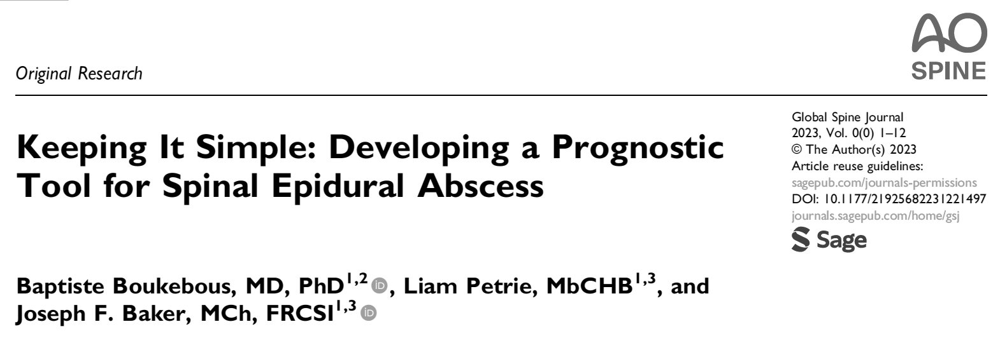 AO
SPINE
Original Research
Global Spine Journal
2023, Vol. 0(0) 1–12
© The Author(s) 2023
Article reuse guidelines:
sagepub.com/journals-permissions
DOI: 10.1177/21925682231221497
journals.sagepub.com/home/gsj
Sage
Keeping It Simple: Developing a Prognostic
Tool for Spinal Epidural Abscess
Baptiste Boukebous, MD, PhD1,2 iD, Liam Petrie, MbCHB1,3, and
Joseph F. Baker, MCh, FRCSI1,3 iD